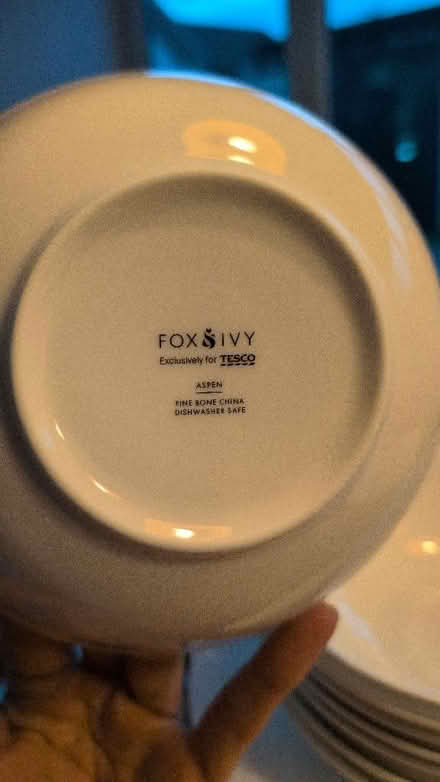 FOX & IVY
Exclusively for TESCO
ASPEN
FINE BONE CHINA
DISHWASHER SAFE